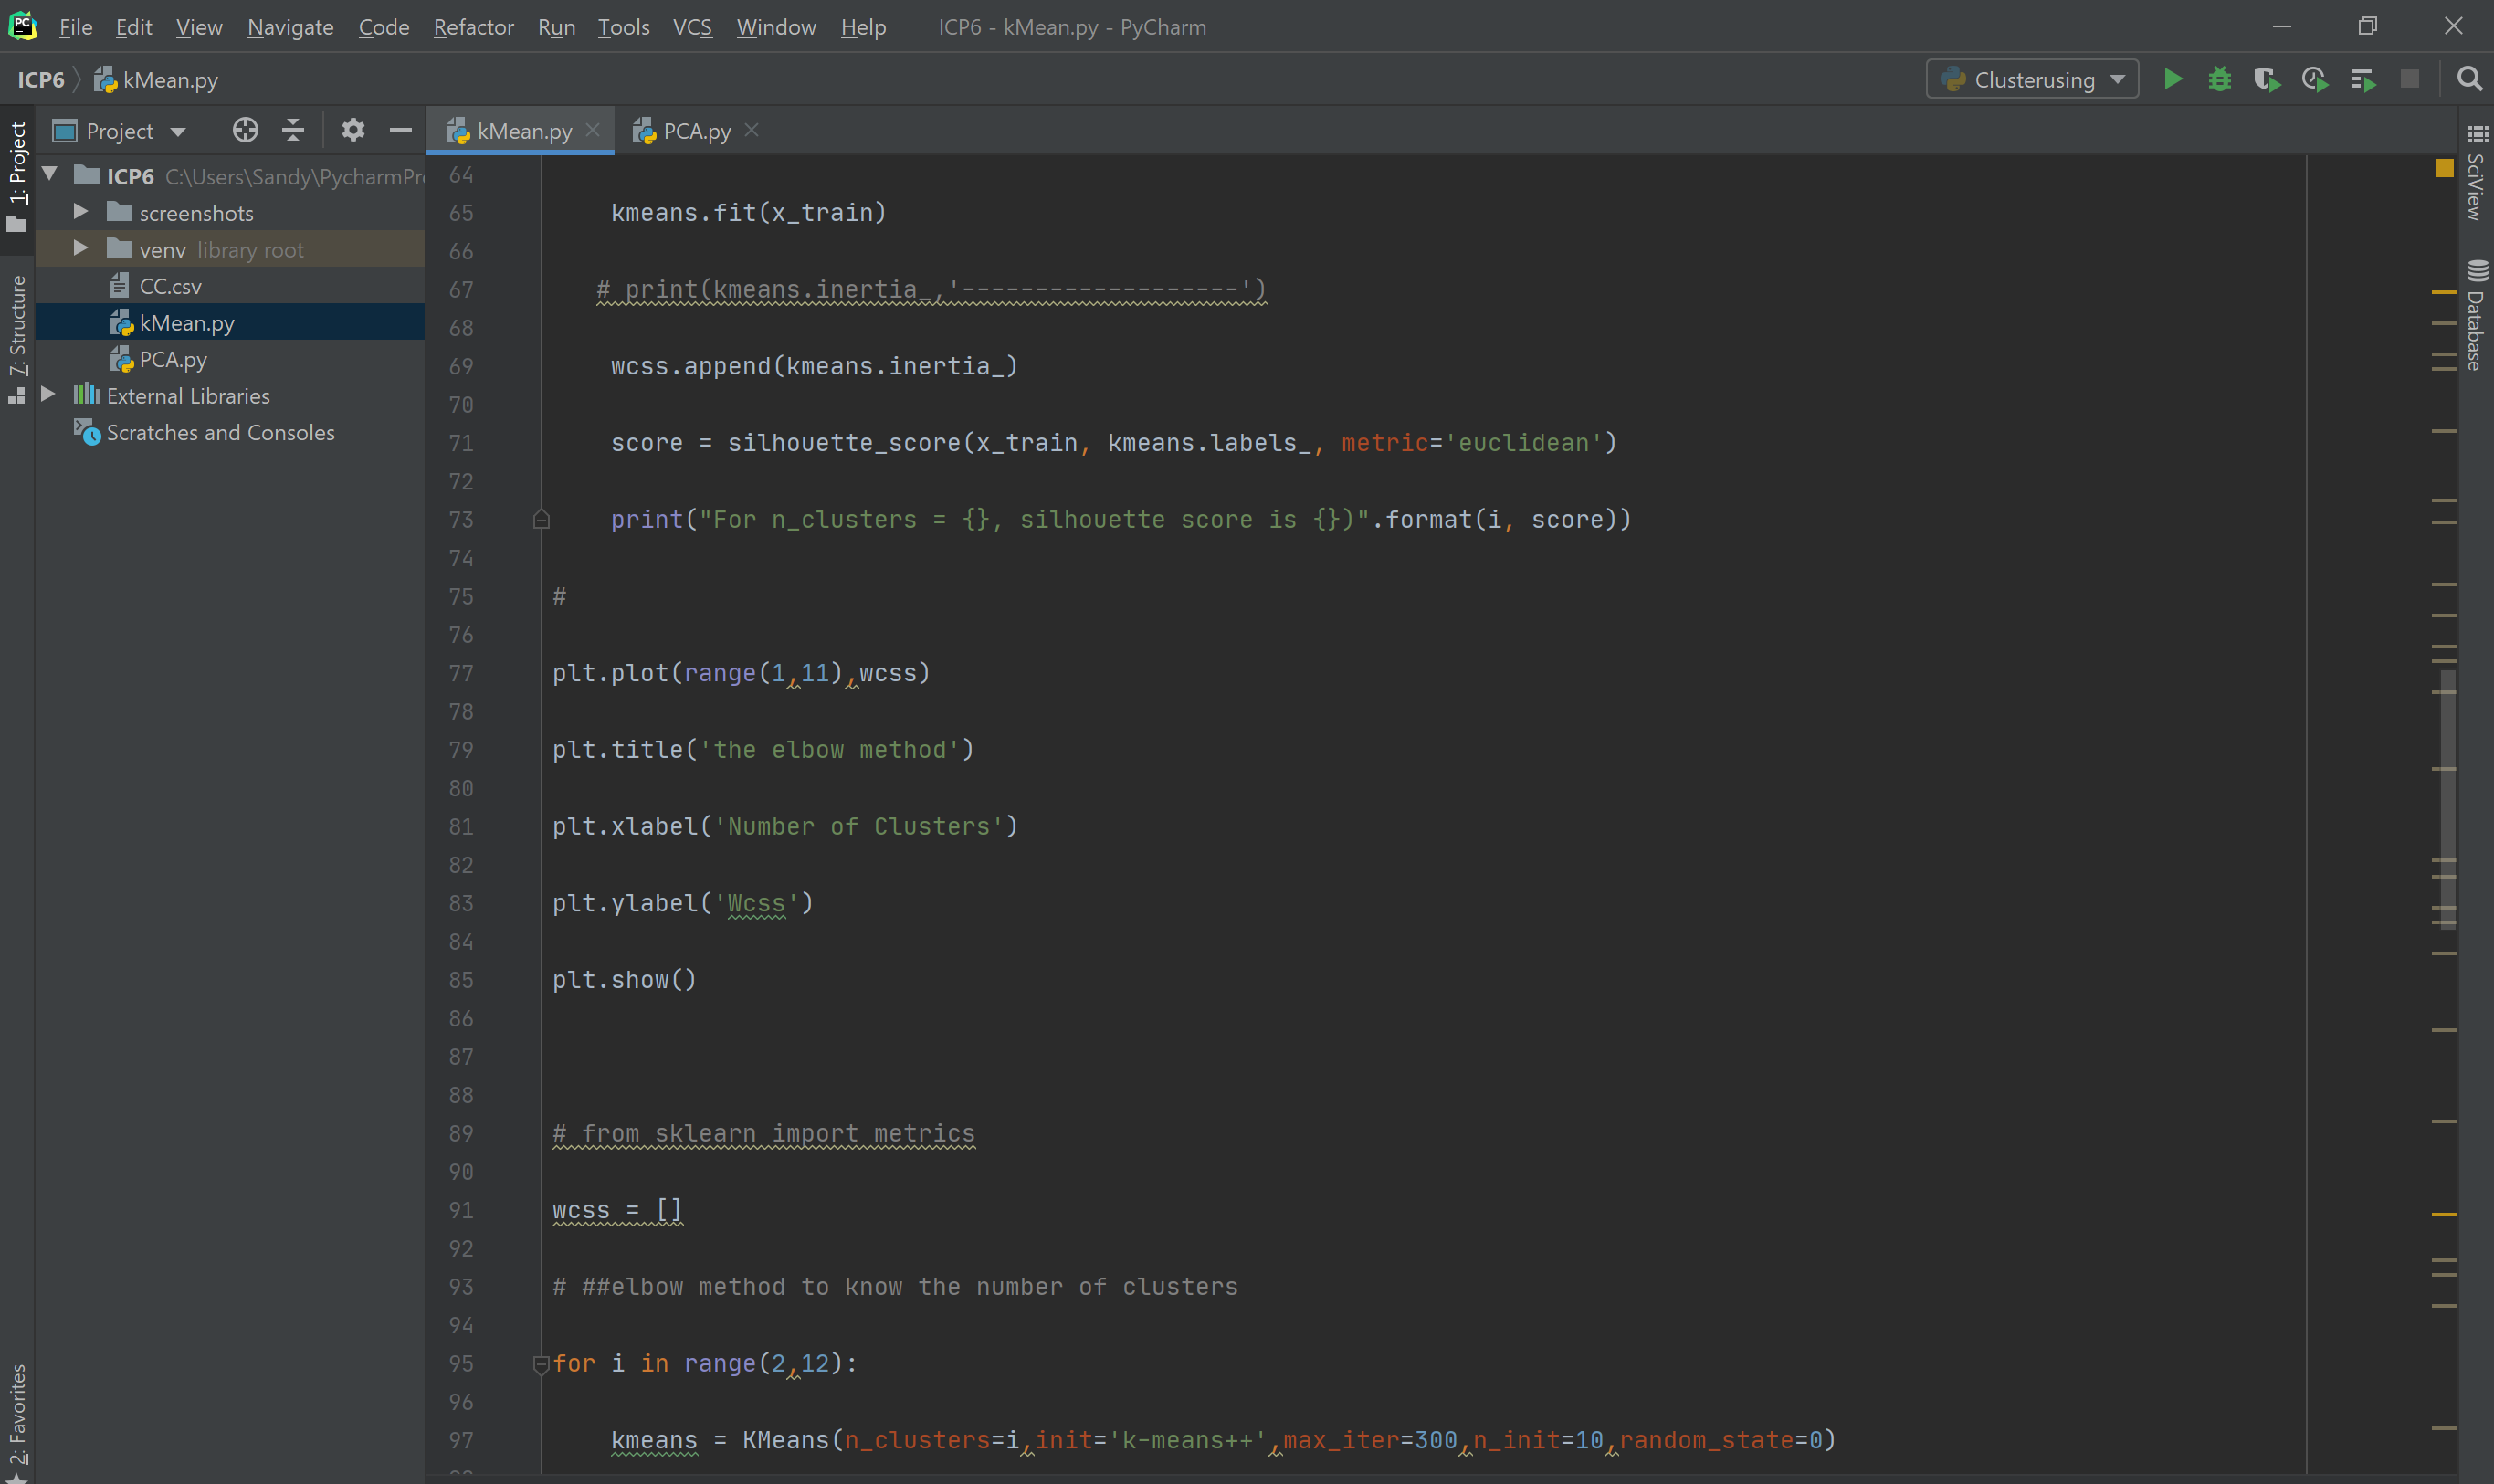 File Edit View Navigate Code Refactor Run Tools VCS Window Help ICP6 - kMean.py - PyCharm
ICP6 kMean.py Clusterusing
1: Project
7: Structure
2: Favorites
Project
ICP6 C:\Users\Sandy\PycharmPr
screenshots
venv library root
CC.csv
kMean.py
PCA.py
External Libraries
Scratches and Consoles
kMean.py PCA.py
64
65 kmeans.fit(x_train)
66
67 # print(kmeans.inertia_,'-------------------')
68
69 wcss.append(kmeans.inertia_)
70
71 score = silhouette_score(x_train, kmeans.labels_, metric='euclidean')
72
73 print("For n_clusters = {}, silhouette score is {})".format(i, score))
74
75 #
76
77 plt.plot(range(1,11),wcss)
78
79 plt.title('the elbow method')
80
81 plt.xlabel('Number of Clusters')
82
83 plt.ylabel('Wcss')
84
85 plt.show()
86
87
88
89 # from sklearn import metrics
90
91 wcss = []
92
93 # ##elbow method to know the number of clusters
94
95 for i in range(2,12):
96
97 kmeans = KMeans(n_clusters=i,init='k-means++',max_iter=300,n_init=10,random_state=0)
SciView
Database